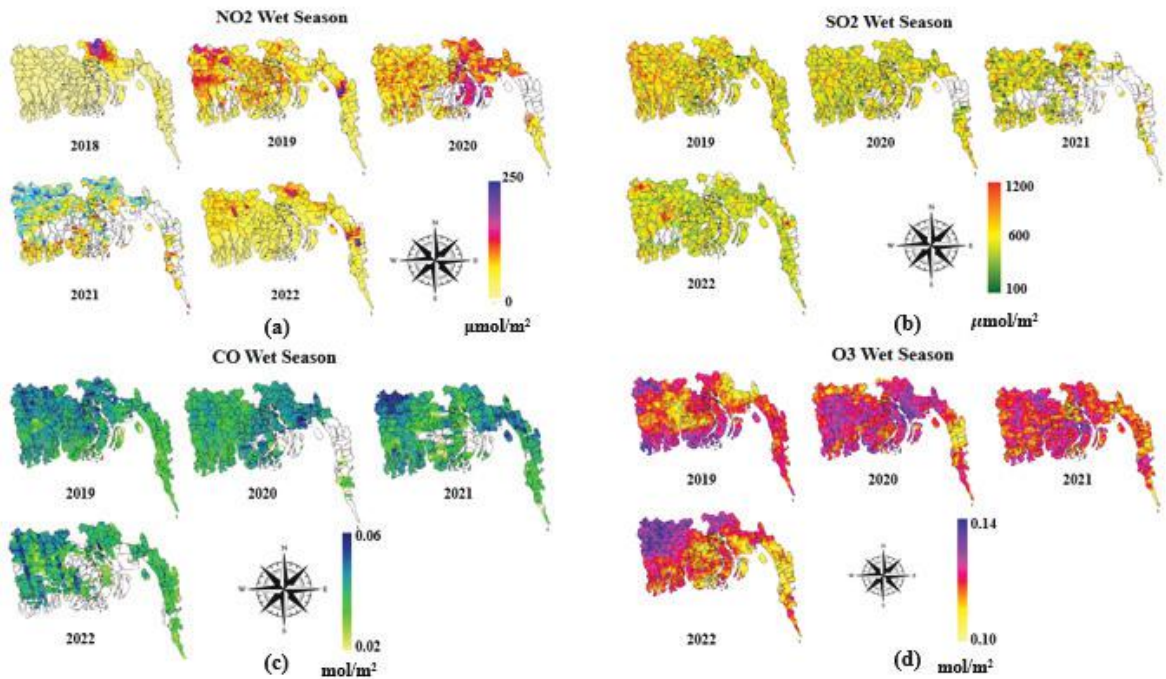 NO2 Wet Season
2018
2019
2020
2021
2022
250
0
μmol/m²
N
E
S
W
(a)
SO2 Wet Season
2019
2020
2021
2022
1200
600
100
μmol/m²
N
E
S
W
(b)
CO Wet Season
2019
2020
2021
2022
0.06
0.02
mol/m²
N
E
S
W
(c)
O3 Wet Season
2019
2020
2021
2022
0.14
0.10
mol/m²
N
E
S
W
(d)